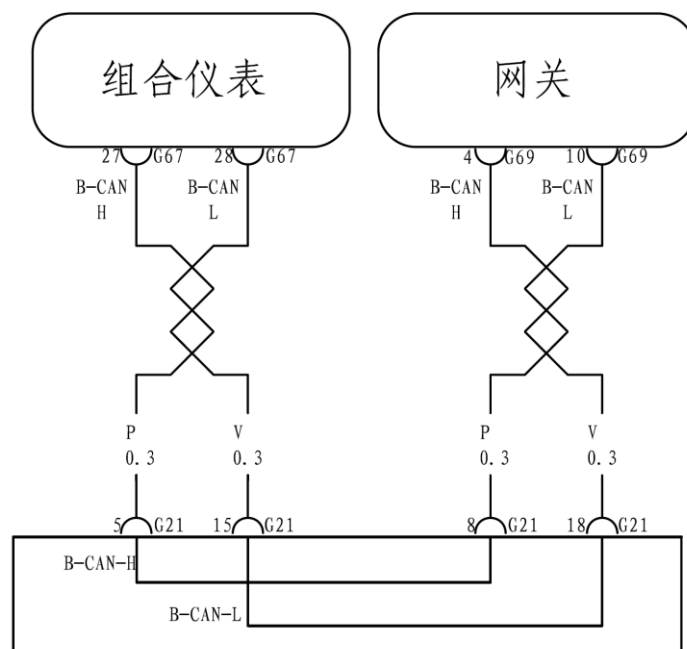 组合仪表 网关
27 G67 28 G67 4 G69 10 G69
B-CAN B-CAN B-CAN B-CAN
H L H L
P V P V
0.3 0.3 0.3 0.3
5 G21 15 G21 8 G21 18 G21
B-CAN-H
B-CAN-L